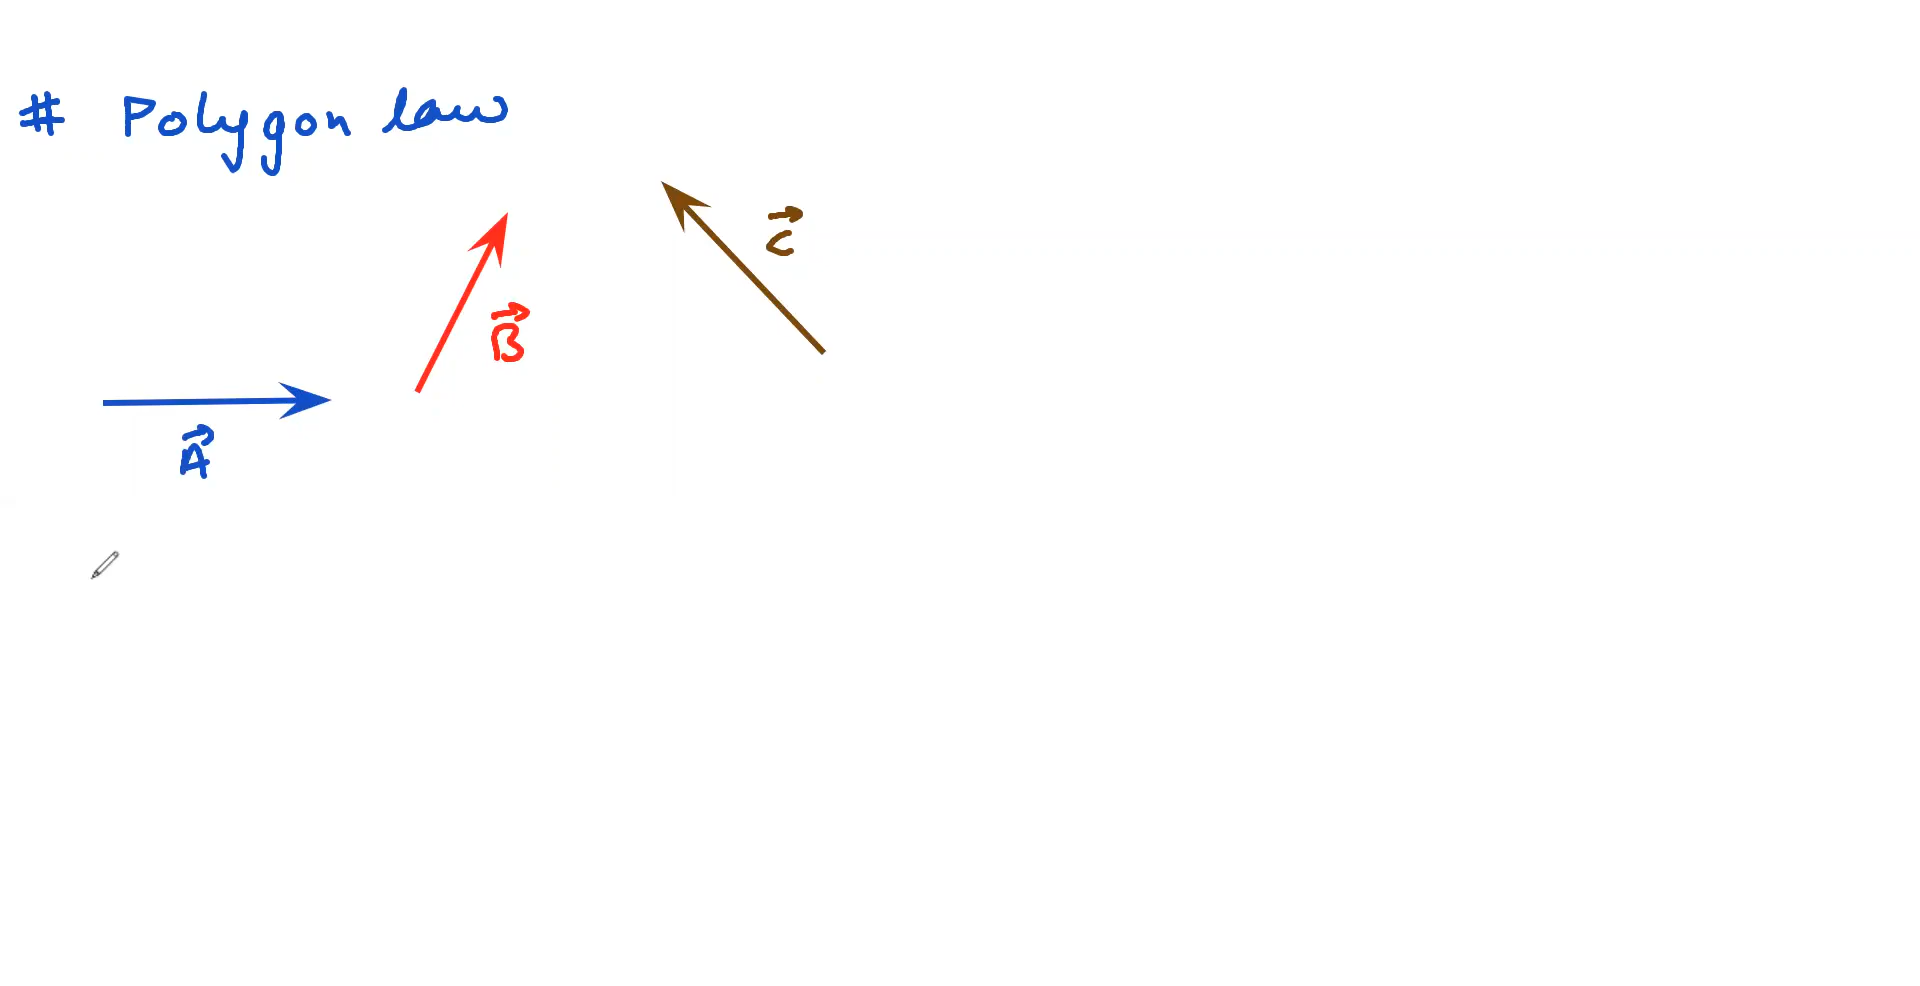 # Polygon law
C⃗
B⃗
A⃗